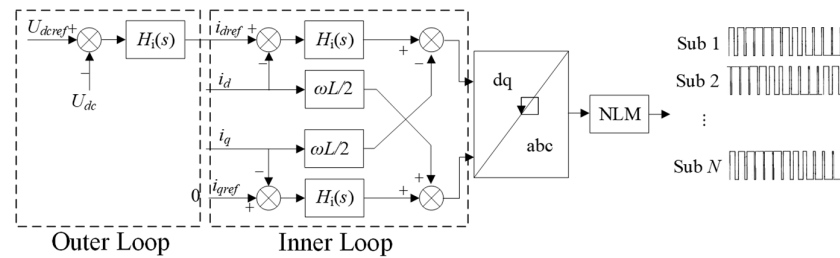 U_dcref + H_i(s) i_dref + H_i(s) +
−
U_dc
−
i_d ωL/2
−
i_q ωL/2
−
0 i_qref + H_i(s) + +
dq
abc
NLM
Sub 1
Sub 2
⋮
Sub N
Outer Loop
Inner Loop